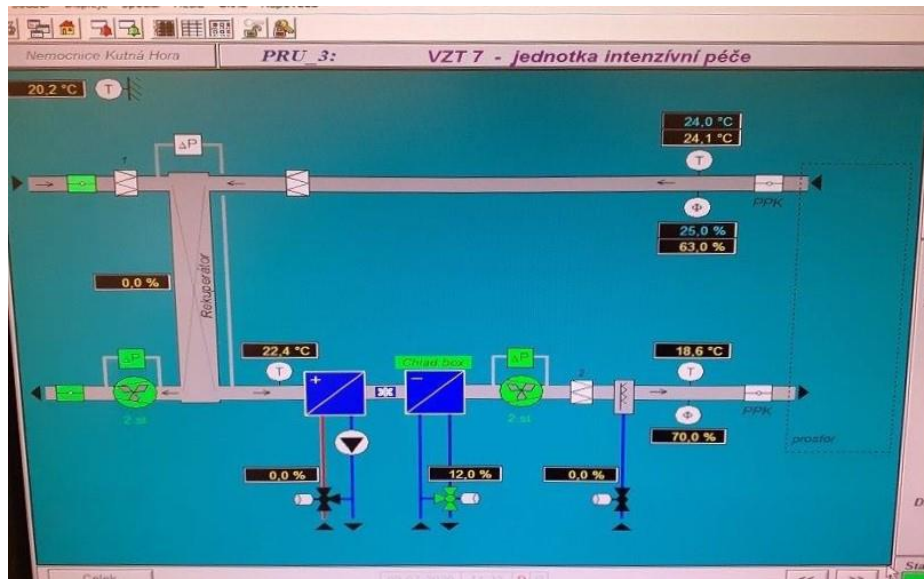 Nemocnice Kutná Hora
PRU_3:
VZT 7 - jednotka intenzívní péče
20,2 °C
T
24,0 °C
24,1 °C
1
ΔP
T
PPK
Φ
25,0 %
63,0 %
0,0 %
Rekuperátor
ΔP
22,4 °C
Chlad box
ΔP
18,6 °C
T
+
−
2
T
2.st
2.st
Φ
PPK
70,0 %
prostor
0,0 %
12,0 %
0,0 %
D
Celek
<<
>>